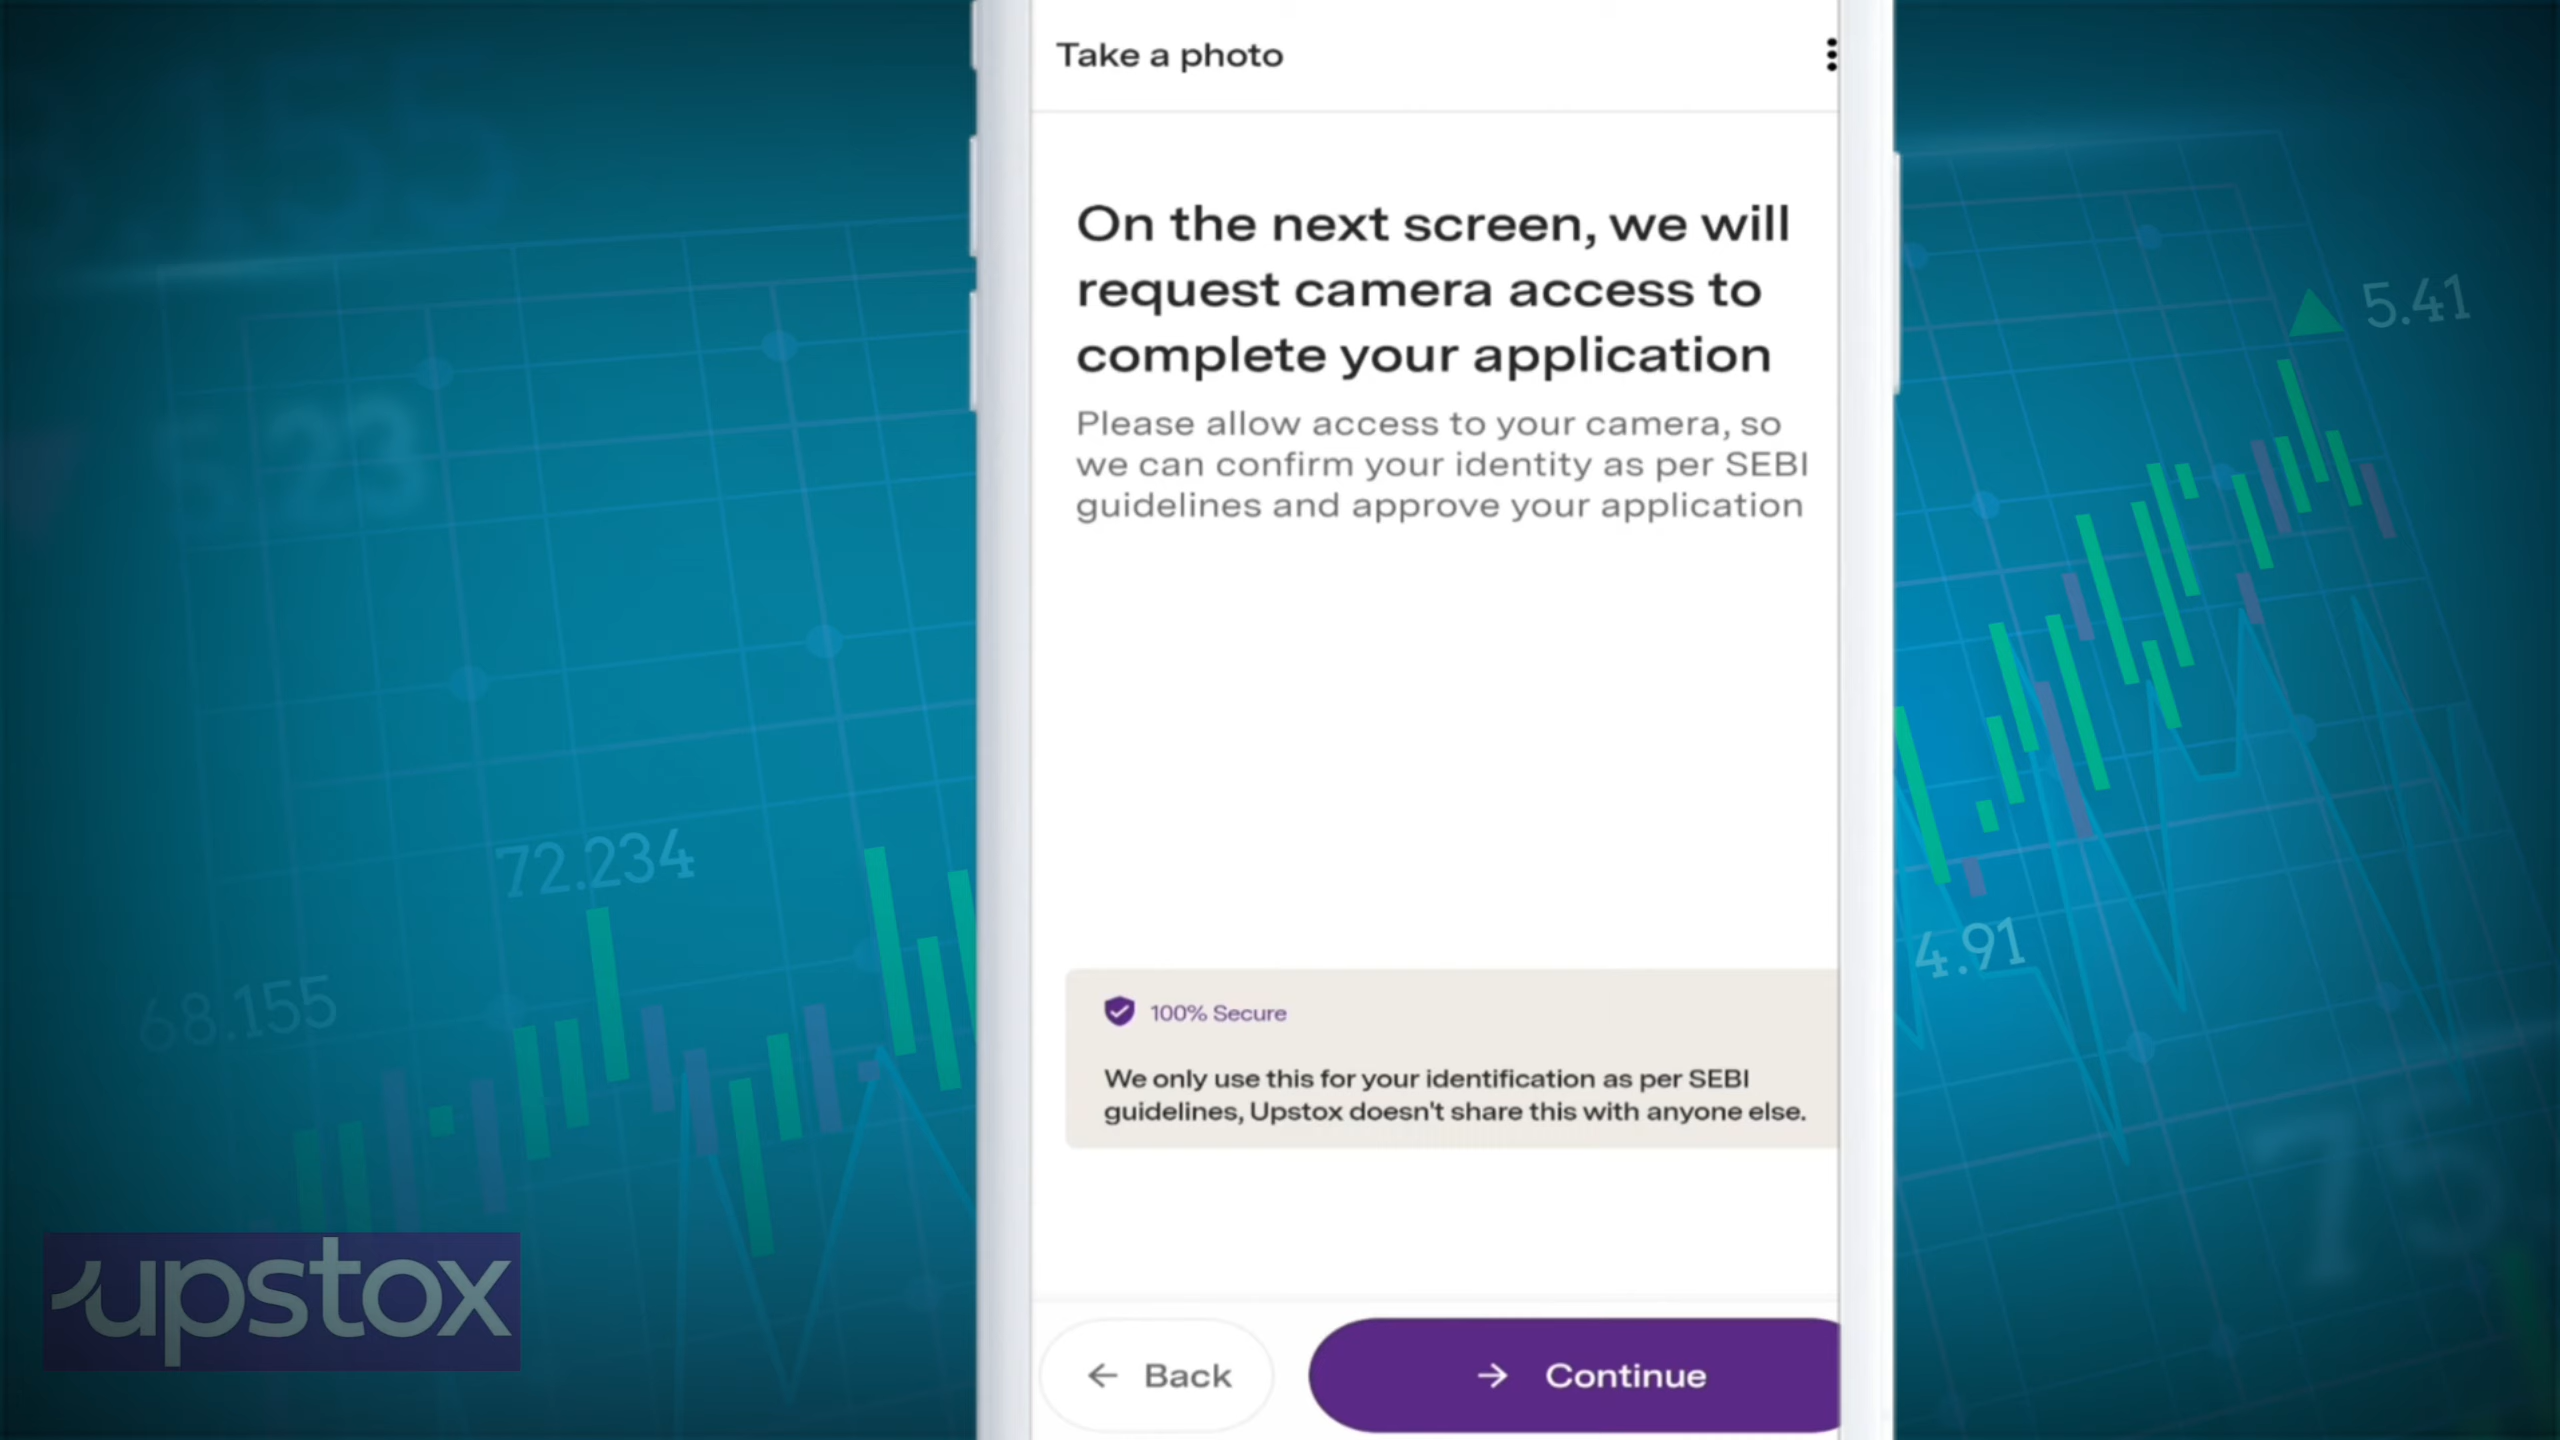 Take a photo
On the next screen, we will
request camera access to
complete your application
Please allow access to your camera, so
we can confirm your identity as per SEBI
guidelines and approve your application
100% Secure
We only use this for your identification as per SEBI
guidelines, Upstox doesn't share this with anyone else.
Back
Continue
5.23
72.234
68.155
5.41
4.91
75
upstox